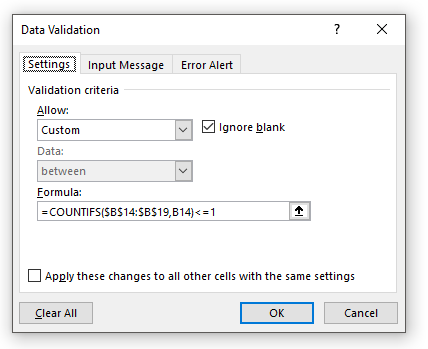 Data Validation
Settings Input Message Error Alert
Validation criteria
Allow:
Custom Ignore blank
Data:
between
Formula:
=COUNTIFS($B$14:$B$19,B14)<=1
Apply these changes to all other cells with the same settings
Clear All OK Cancel